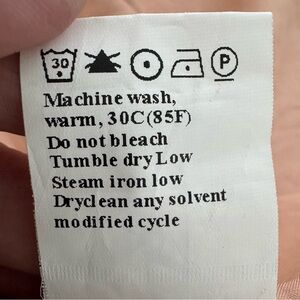 30 P
Machine wash,
warm, 30C(85F)
Do not bleach
Tumble dry Low
Steam iron low
Dryclean any solvent
modified cycle